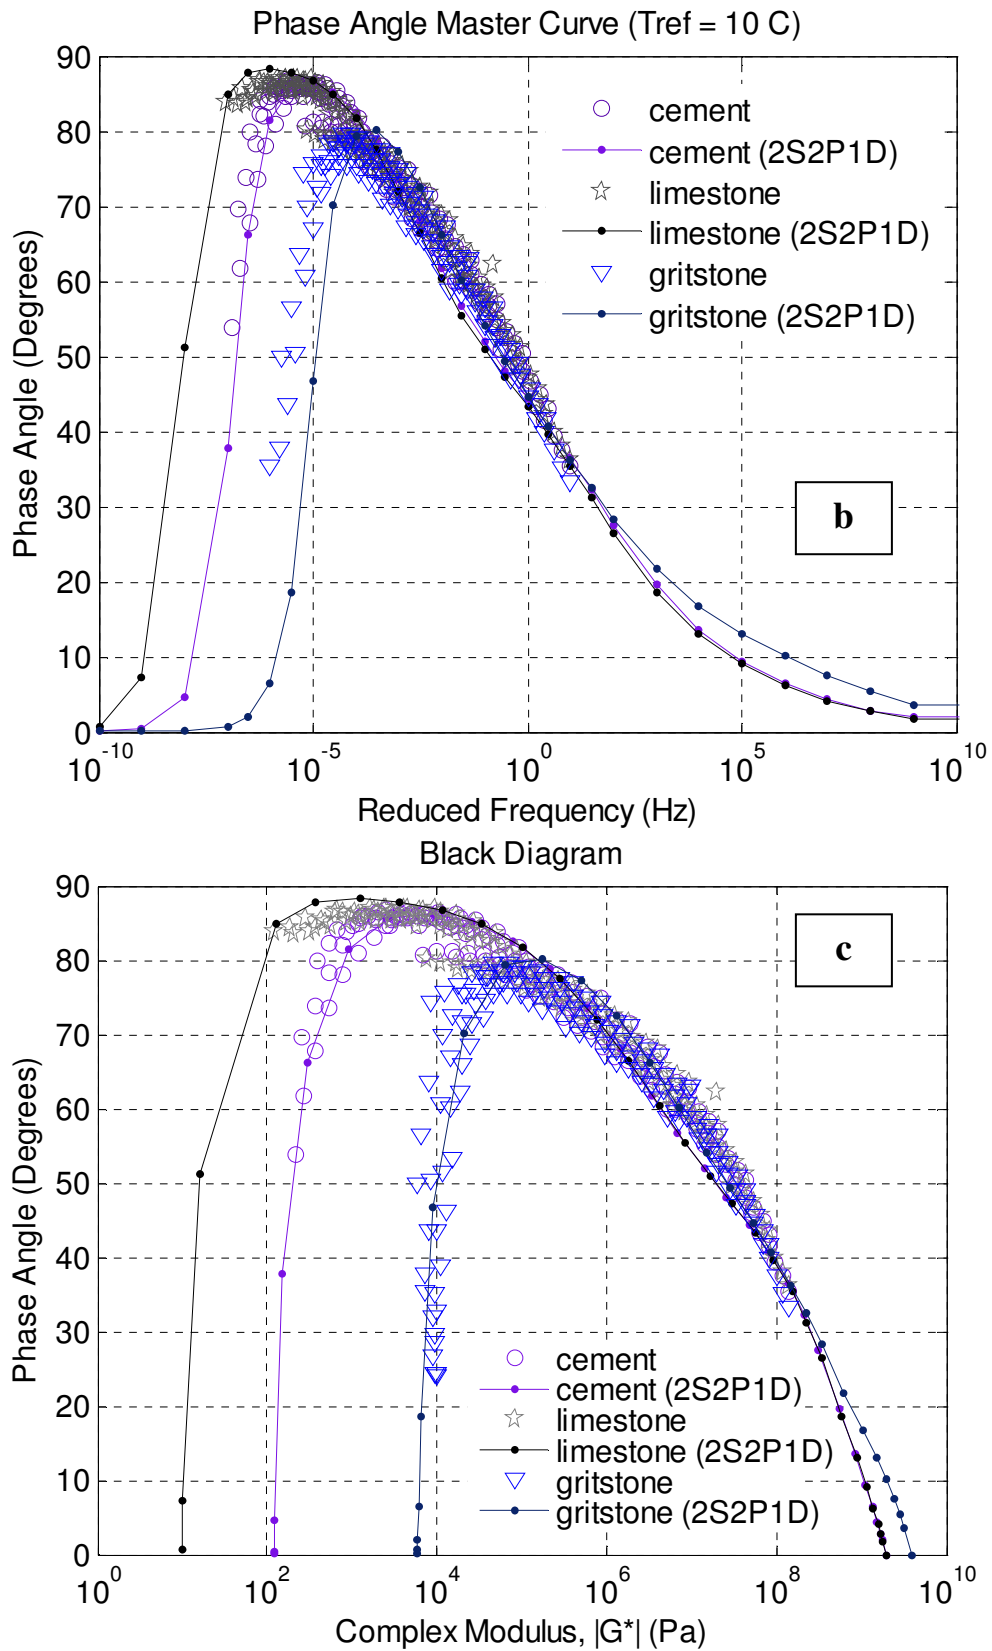 Phase Angle Master Curve (Tref = 10 C)
90
80
70
60
50
40
30
20
10
0
Phase Angle (Degrees)
cement
cement (2S2P1D)
limestone
limestone (2S2P1D)
gritstone
gritstone (2S2P1D)
b
10^-10
10^-5
10^0
10^5
10^10
Reduced Frequency (Hz)
Black Diagram
90
80
70
60
50
40
30
20
10
0
Phase Angle (Degrees)
c
cement
cement (2S2P1D)
limestone
limestone (2S2P1D)
gritstone
gritstone (2S2P1D)
10^0
10^2
10^4
10^6
10^8
10^10
Complex Modulus, |G*| (Pa)